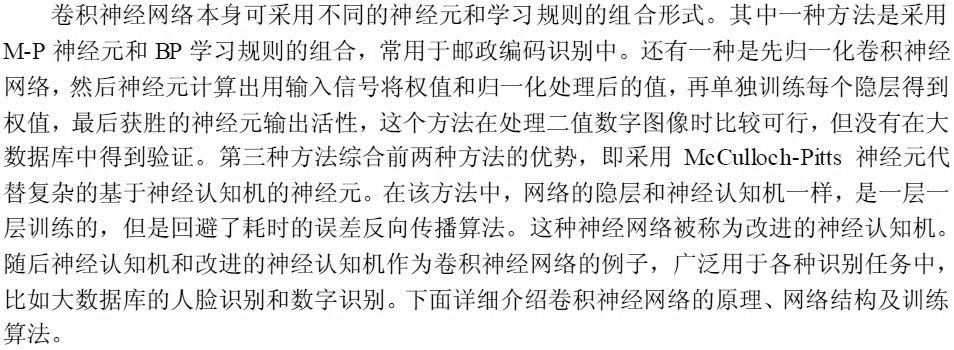 卷积神经网络本身可采用不同的神经元和学习规则的组合形式。其中一种方法是采用
M-P 神经元和 BP 学习规则的组合，常用于邮政编码识别中。还有一种是先归一化卷积神经
网络，然后神经元计算出用输入信号将权值和归一化处理后的值，再单独训练每个隐层得到
权值，最后获胜的神经元输出活性，这个方法在处理二值数字图像时比较可行，但没有在大
数据库中得到验证。第三种方法综合前两种方法的优势，即采用 McCulloch-Pitts 神经元代
替复杂的基于神经认知机的神经元。在该方法中，网络的隐层和神经认知机一样，是一层一
层训练的，但是回避了耗时的误差反向传播算法。这种神经网络被称为改进的神经认知机。
随后神经认知机和改进的神经认知机作为卷积神经网络的例子，广泛用于各种识别任务中，
比如大数据库的人脸识别和数字识别。下面详细介绍卷积神经网络的原理、网络结构及训练
算法。